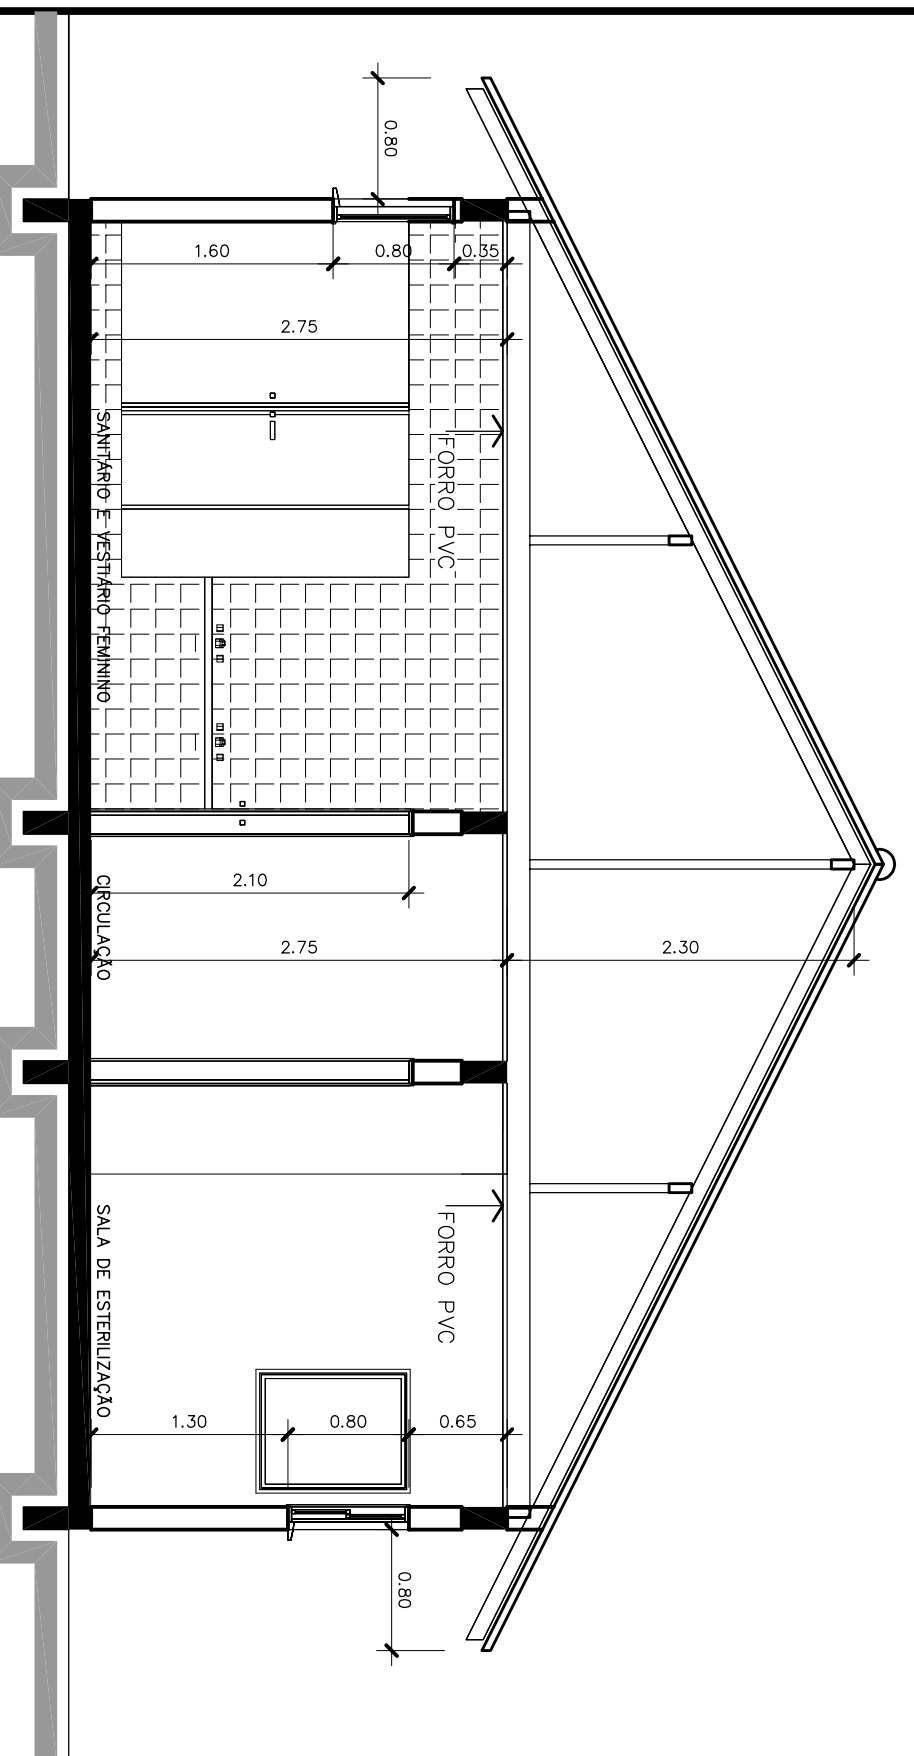 0.80
1.60
0.80
0.35
2.75
SANITÁRIO E VESTIÁRIO FEMININO
FORRO PVC
2.10
CIRCULAÇÃO
2.75
2.30
SALA DE ESTERILIZAÇÃO
FORRO PVC
1.30
0.80
0.65
0.80